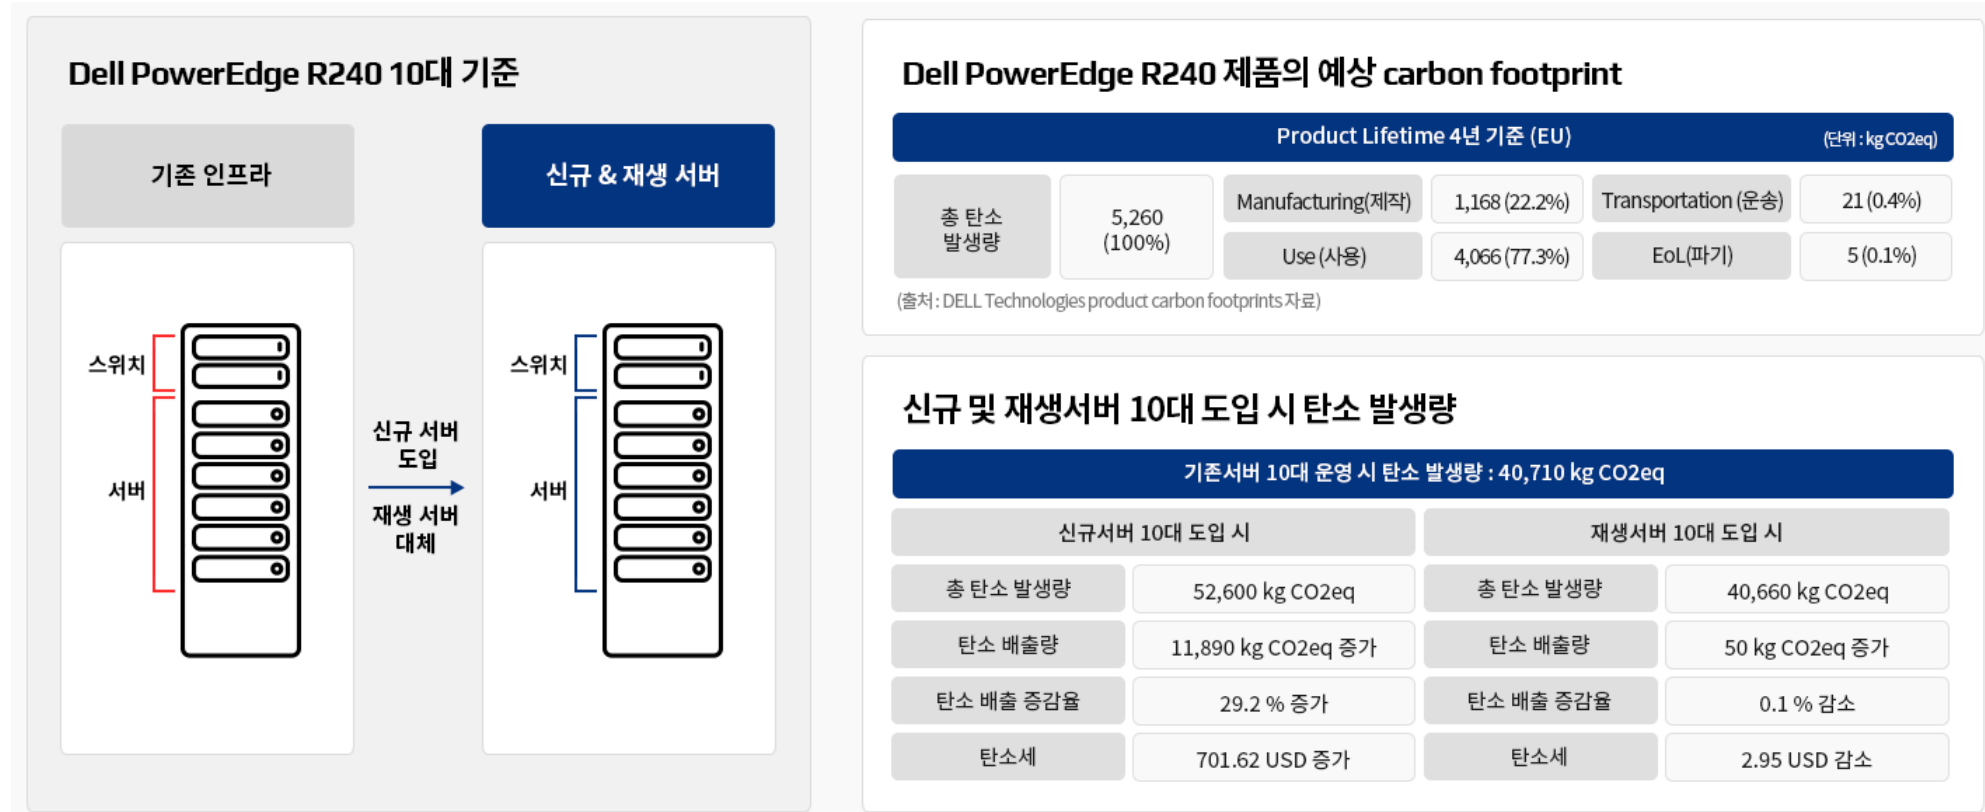 Dell PowerEdge R240 10대 기준
기존 인프라
신규 & 재생 서버
스위치
서버
신규 서버
도입
재생 서버
대체
스위치
서버
Dell PowerEdge R240 제품의 예상 carbon footprint
Product Lifetime 4년 기준 (EU)
(단위 : kg CO2eq)
총 탄소
발생량
5,260
(100%)
Manufacturing(제작)
1,168 (22.2%)
Transportation (운송)
21 (0.4%)
Use (사용)
4,066 (77.3%)
EoL(파기)
5 (0.1%)
(출처 : DELL Technologies product carbon footprints 자료)
신규 및 재생서버 10대 도입 시 탄소 발생량
기존서버 10대 운영 시 탄소 발생량 : 40,710 kg CO2eq
신규서버 10대 도입 시
재생서버 10대 도입 시
총 탄소 발생량
52,600 kg CO2eq
총 탄소 발생량
40,660 kg CO2eq
탄소 배출량
11,890 kg CO2eq 증가
탄소 배출량
50 kg CO2eq 증가
탄소 배출 증감율
29.2 % 증가
탄소 배출 증감율
0.1 % 감소
탄소세
701.62 USD 증가
탄소세
2.95 USD 감소